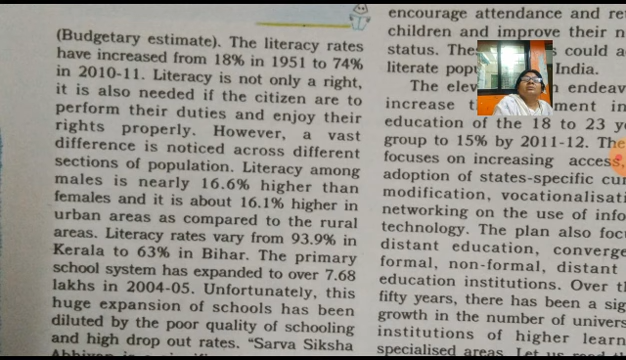 (Budgetary estimate). The literacy rates
have increased from 18% in 1951 to 74%
in 2010-11. Literacy is not only a right,
it is also needed if the citizen are to
perform their duties and enjoy their
rights properly. However, a vast
difference is noticed across different
sections of population. Literacy among
males is nearly 16.6% higher than
females and it is about 16.1% higher in
urban areas as compared to the rural
areas. Literacy rates vary from 93.9% in
Kerala to 63% in Bihar. The primary
school system has expanded to over 7.68
lakhs in 2004-05. Unfortunately, this
huge expansion of schools has been
diluted by the poor quality of schooling
and high drop out rates. “Sarva Siksha
Abhiyan is
encourage attendance and
children and improve their
status. could
literate India.
The
increase in
education of the 18 to 23
group to 15% by 2011-12.
focuses on increasing access,
adoption of states-specific
modification,
networking on the use of
technology. The plan also
distant education,
formal, non-formal, distant
education institutions. Over
fifty years, there has been a
growth in the number of
institutions of higher
specialised areas. Let us